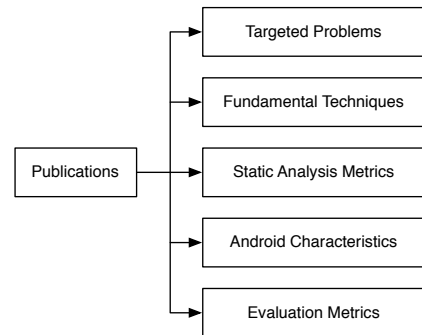 Targeted Problems
Fundamental Techniques
Publications
Static Analysis Metrics
Android Characteristics
Evaluation Metrics